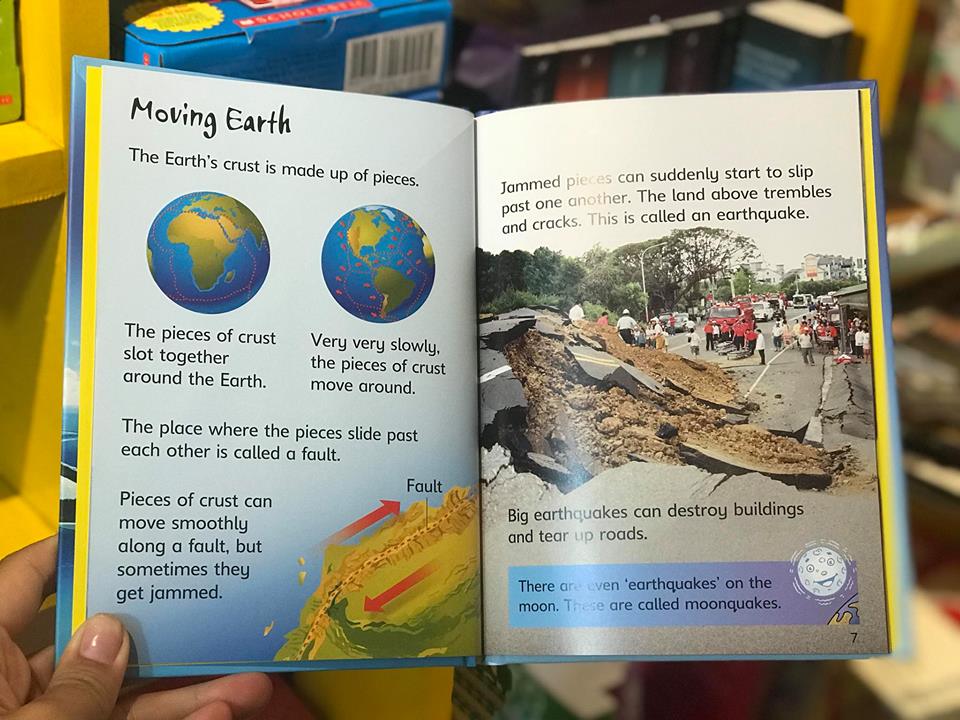 SCHOLASTIC
Moving Earth
The Earth's crust is made up of pieces.
The pieces of crust
slot together
around the Earth.
Very very slowly,
the pieces of crust
move around.
The place where the pieces slide past
each other is called a fault.
Pieces of crust can
move smoothly
along a fault, but
sometimes they
get jammed.
Fault
Jammed pieces can suddenly start to slip
past one another. The land above trembles
and cracks. This is called an earthquake.
Big earthquakes can destroy buildings
and tear up roads.
There are even 'earthquakes' on the
moon. These are called moonquakes.
7